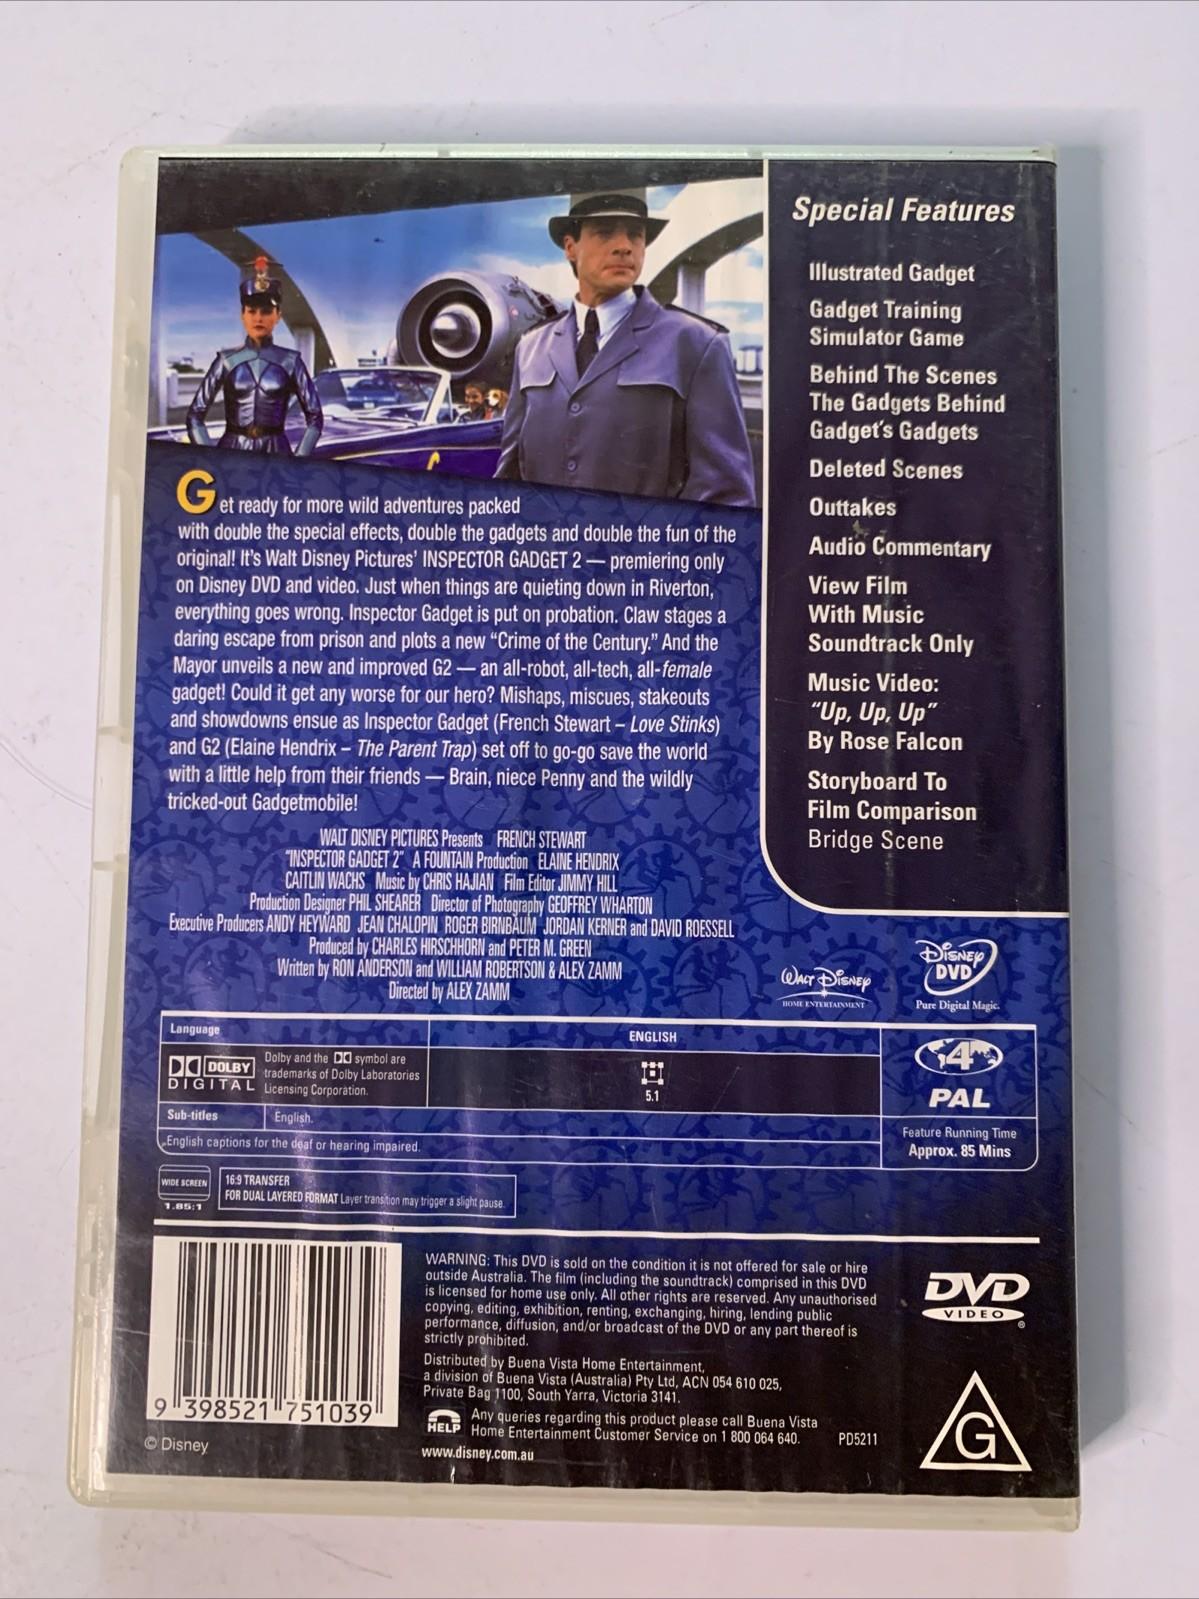 Special Features
Illustrated Gadget
Gadget Training
Simulator Game
Behind The Scenes
The Gadgets Behind
Gadget's Gadgets
Deleted Scenes
Outtakes
Audio Commentary
View Film
With Music
Soundtrack Only
Music Video:
"Up, Up, Up"
By Rose Falcon
Storyboard To
Film Comparison
Bridge Scene
Get ready for more wild adventures packed
with double the special effects, double the gadgets and double the fun of the
original! It's Walt Disney Pictures' INSPECTOR GADGET 2 — premiering only
on Disney DVD and video. Just when things are quieting down in Riverton,
everything goes wrong. Inspector Gadget is put on probation. Claw stages a
daring escape from prison and plots a new "Crime of the Century." And the
Mayor unveils a new and improved G2 — an all-robot, all-tech, all-female
gadget! Could it get any worse for our hero? Mishaps, miscues, stakeouts
and showdowns ensue as Inspector Gadget (French Stewart – Love Stinks)
and G2 (Elaine Hendrix – The Parent Trap) set off to go-go save the world
with a little help from their friends — Brain, niece Penny and the wildly
tricked-out Gadgetmobile!
WALT DISNEY PICTURES Presents FRENCH STEWART
"INSPECTOR GADGET 2" A FOUNTAIN Production ELAINE HENDRIX
CAITLIN WACHS Music by CHRIS HAJIAN Film Editor JIMMY HILL
Production Designer PHIL SHEARER Director of Photography GEOFFREY WHARTON
Executive Producers ANDY HEYWARD JEAN CHALOPIN ROGER BIRNBAUM JORDAN KERNER and DAVID ROESSELL
Produced by CHARLES HIRSCHHORN and PETER M. GREEN
Written by RON ANDERSON and WILLIAM ROBERTSON & ALEX ZAMM
Directed by ALEX ZAMM
WALT DISNEY
HOME ENTERTAINMENT
DISNEY
DVD
Pure Digital Magic.
Language
ENGLISH
DOLBY
DIGITAL
Dolby and the symbol are
trademarks of Dolby Laboratories
Licensing Corporation.
5.1
4
PAL
Sub-titles
English.
English captions for the deaf or hearing impaired.
Feature Running Time
Approx. 85 Mins
WIDE SCREEN
1.85:1
16:9 TRANSFER
FOR DUAL LAYERED FORMAT Layer transition may trigger a slight pause.
WARNING: This DVD is sold on the condition it is not offered for sale or hire
outside Australia. The film (including the soundtrack) comprised in this DVD
is licensed for home use only. All other rights are reserved. Any unauthorised
copying, editing, exhibition, renting, exchanging, hiring, lending public
performance, diffusion, and/or broadcast of the DVD or any part thereof is
strictly prohibited.
Distributed by Buena Vista Home Entertainment,
a division of Buena Vista (Australia) Pty Ltd, ACN 054 610 025,
Private Bag 1100, South Yarra, Victoria 3141.
HELP
Any queries regarding this product please call Buena Vista
Home Entertainment Customer Service on 1 800 064 640.
PD5211
www.disney.com.au
DVD
VIDEO
®
G
9 398521 751039
© Disney